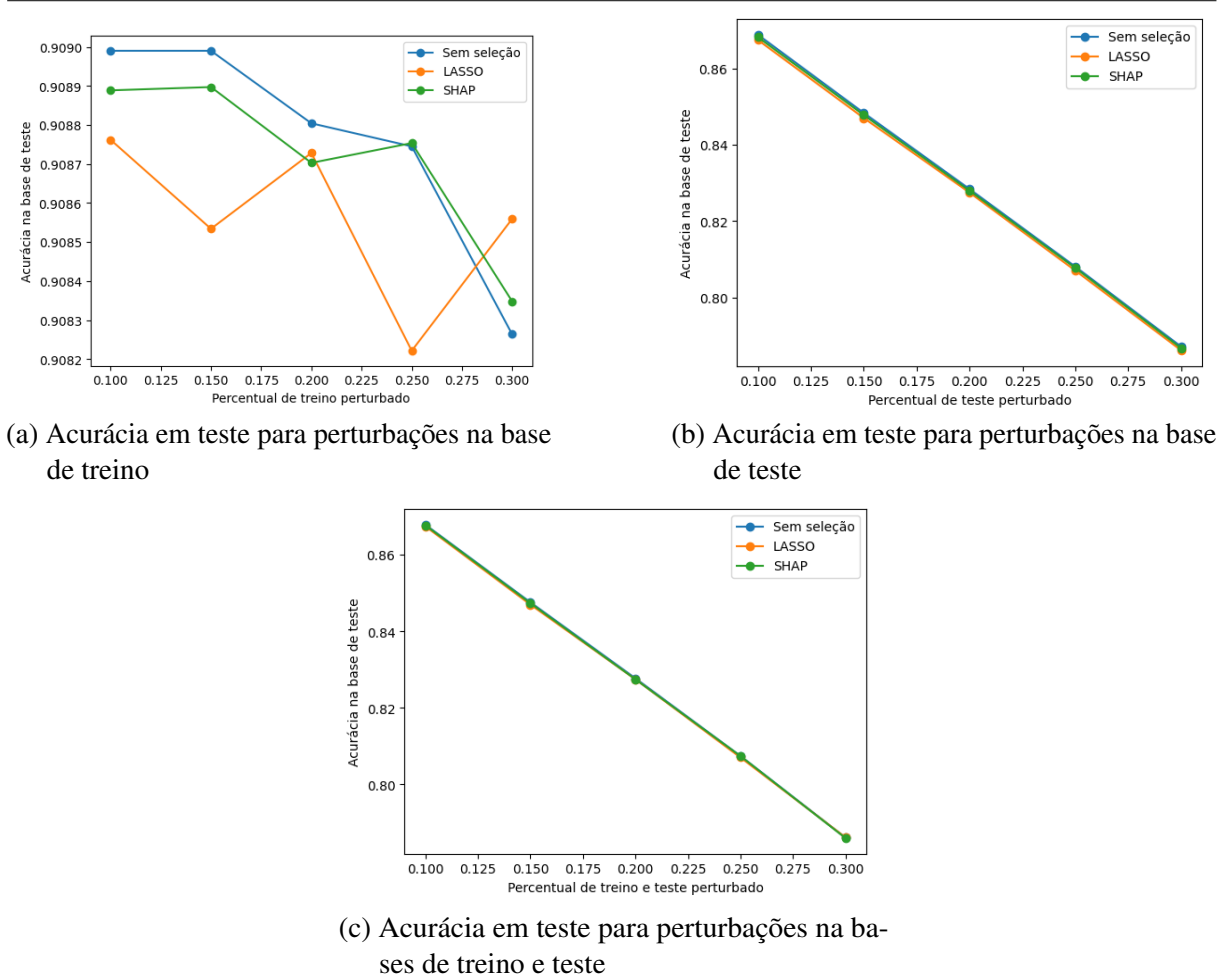 0.9090
0.9089
0.9088
0.9087
0.9086
0.9085
0.9084
0.9083
0.9082
Acurácia na base de teste
Sem seleção
LASSO
SHAP
0.100 0.125 0.150 0.175 0.200 0.225 0.250 0.275 0.300
Percentual de treino perturbado
(a) Acurácia em teste para perturbações na base
de treino
0.86
0.84
0.82
0.80
Acurácia na base de teste
Sem seleção
LASSO
SHAP
0.100 0.125 0.150 0.175 0.200 0.225 0.250 0.275 0.300
Percentual de teste perturbado
(b) Acurácia em teste para perturbações na base
de teste
0.86
0.84
0.82
0.80
Acurácia na base de teste
Sem seleção
LASSO
SHAP
0.100 0.125 0.150 0.175 0.200 0.225 0.250 0.275 0.300
Percentual de treino e teste perturbado
(c) Acurácia em teste para perturbações na ba-
ses de treino e teste